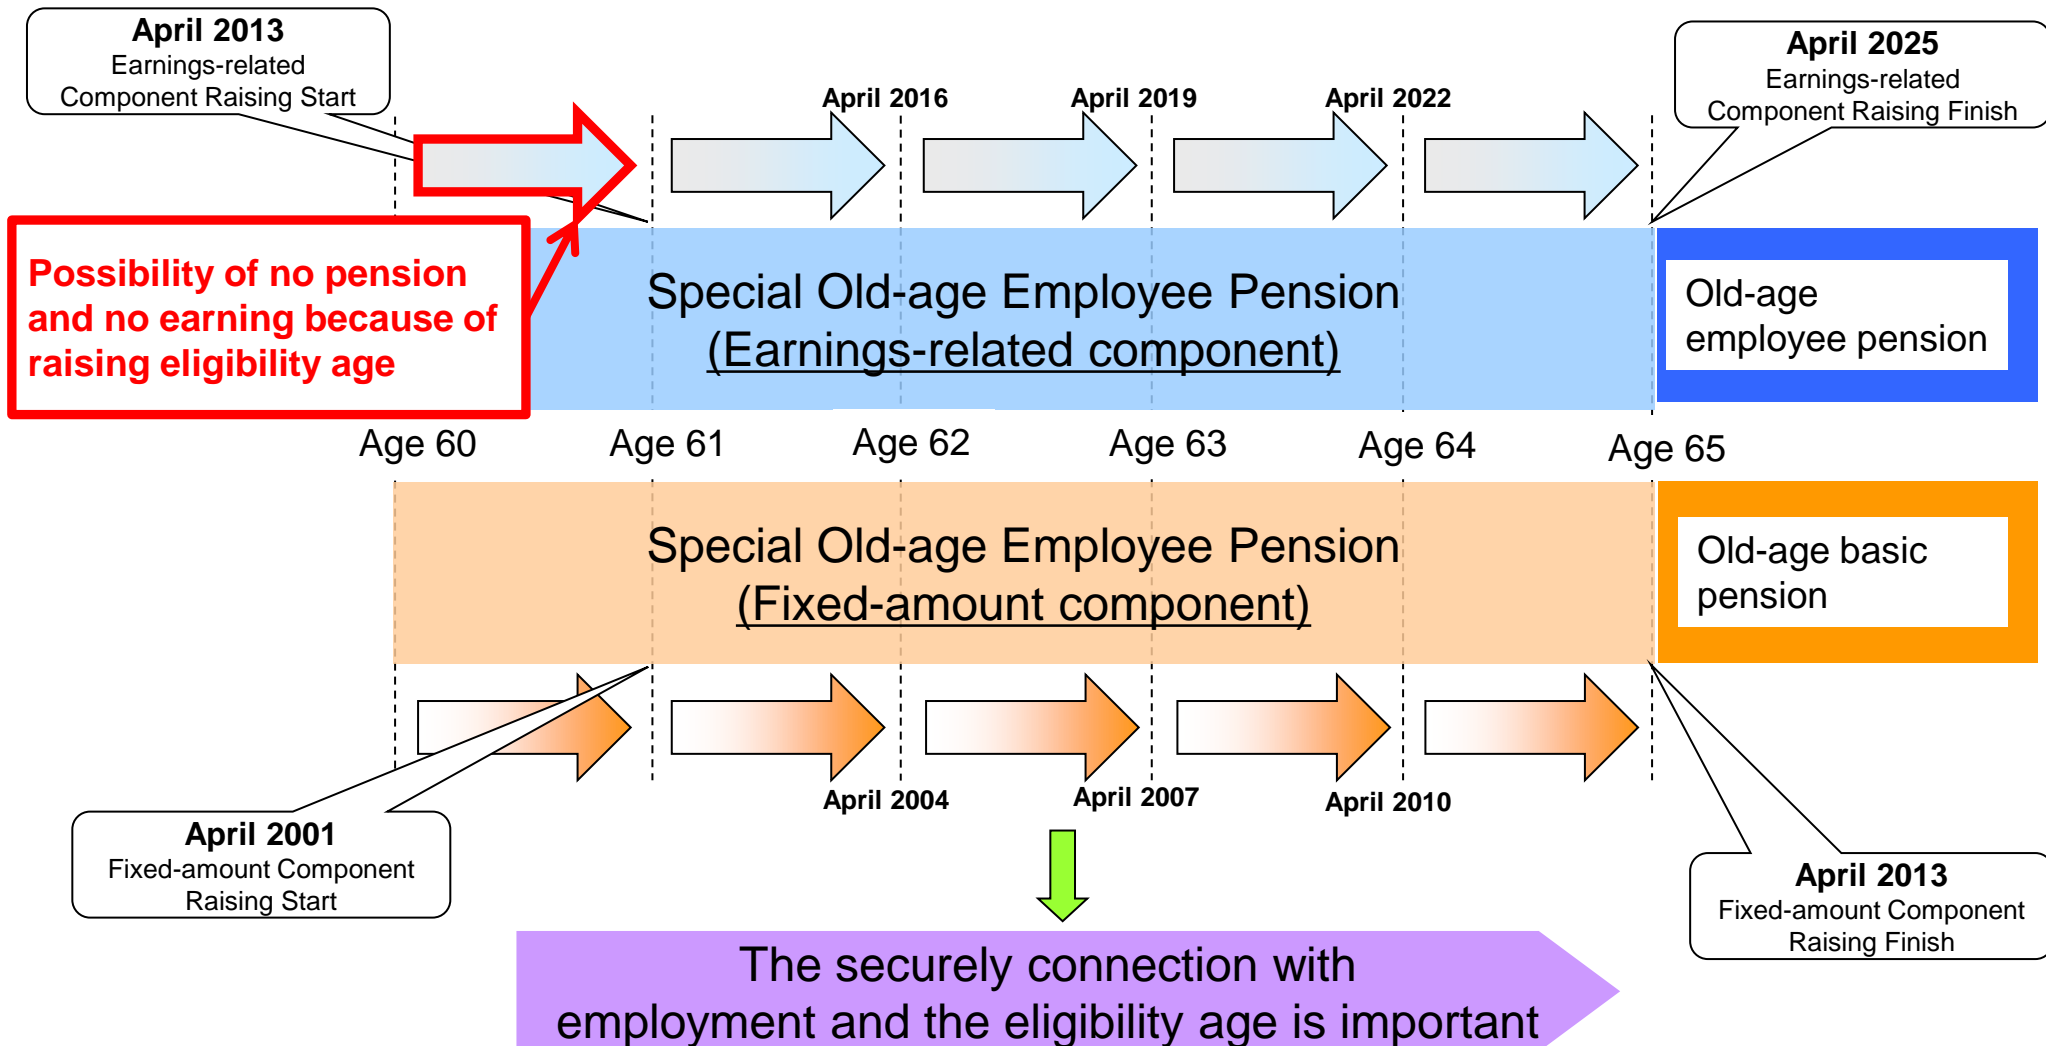 April 2013
Earnings-related
Component Raising Start
April 2016
April 2019
April 2022
April 2025
Earnings-related
Component Raising Finish
Possibility of no pension
and no earning because of
raising eligibility age
Special Old-age Employee Pension
(Earnings-related component)
Old-age
employee pension
Age 60
Age 61
Age 62
Age 63
Age 64
Age 65
Special Old-age Employee Pension
(Fixed-amount component)
Old-age basic
pension
April 2004
April 2007
April 2010
April 2001
Fixed-amount Component
Raising Start
April 2013
Fixed-amount Component
Raising Finish
The securely connection with
employment and the eligibility age is important